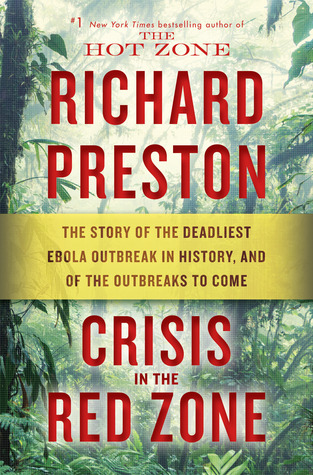 #1 New York Times bestselling author of
THE
HOT ZONE
RICHARD
PRESTON
THE STORY OF THE DEADLIEST
EBOLA OUTBREAK IN HISTORY, AND
OF THE OUTBREAKS TO COME
CRISIS
IN THE
RED ZONE